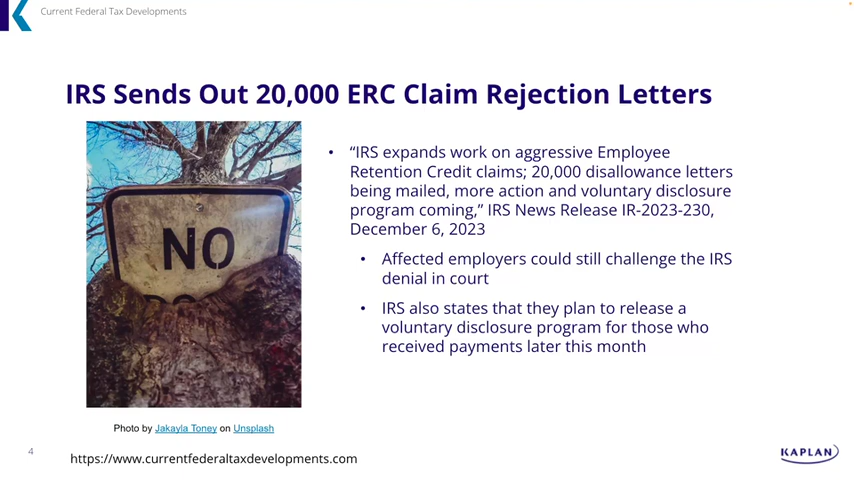 Current Federal Tax Developments
IRS Sends Out 20,000 ERC Claim Rejection Letters
NO
• “IRS expands work on aggressive Employee
Retention Credit claims; 20,000 disallowance letters
being mailed, more action and voluntary disclosure
program coming,” IRS News Release IR-2023-230,
December 6, 2023
• Affected employers could still challenge the IRS
denial in court
• IRS also states that they plan to release a
voluntary disclosure program for those who
received payments later this month
Photo by Jakayla Toney on Unsplash
4
https://www.currentfederaltaxdevelopments.com
KAPLAN